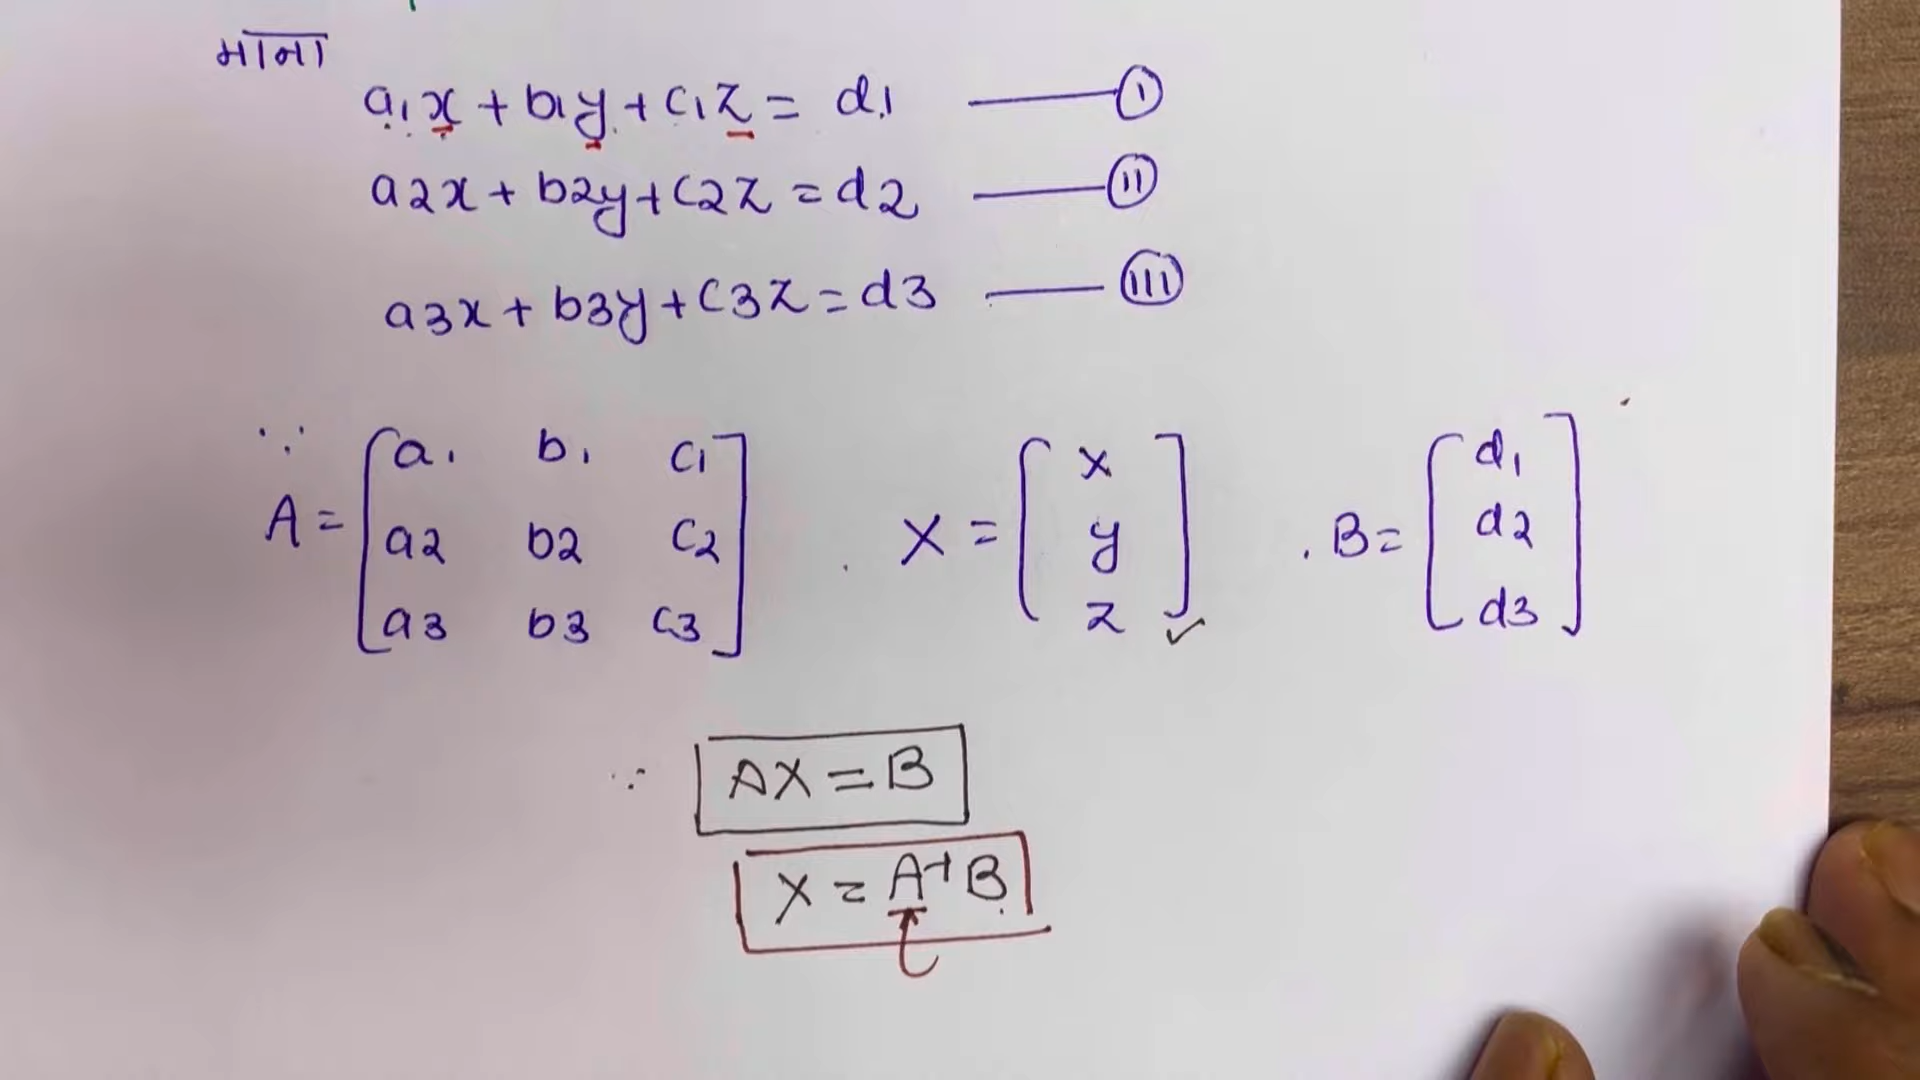 माना
a₁x + b₁y + c₁z = d₁ —— (I)
a2x + b2y + c2z = d2 —— (II)
a3x + b3y + c3z = d3 —— (III)
∵
A = [a₁ b₁ c₁ . X = [x . B = [d₁
a2 b2 c2 y d2
a3 b3 c3] z] ✓ d3]
∵ AX = B
X = A⁺B